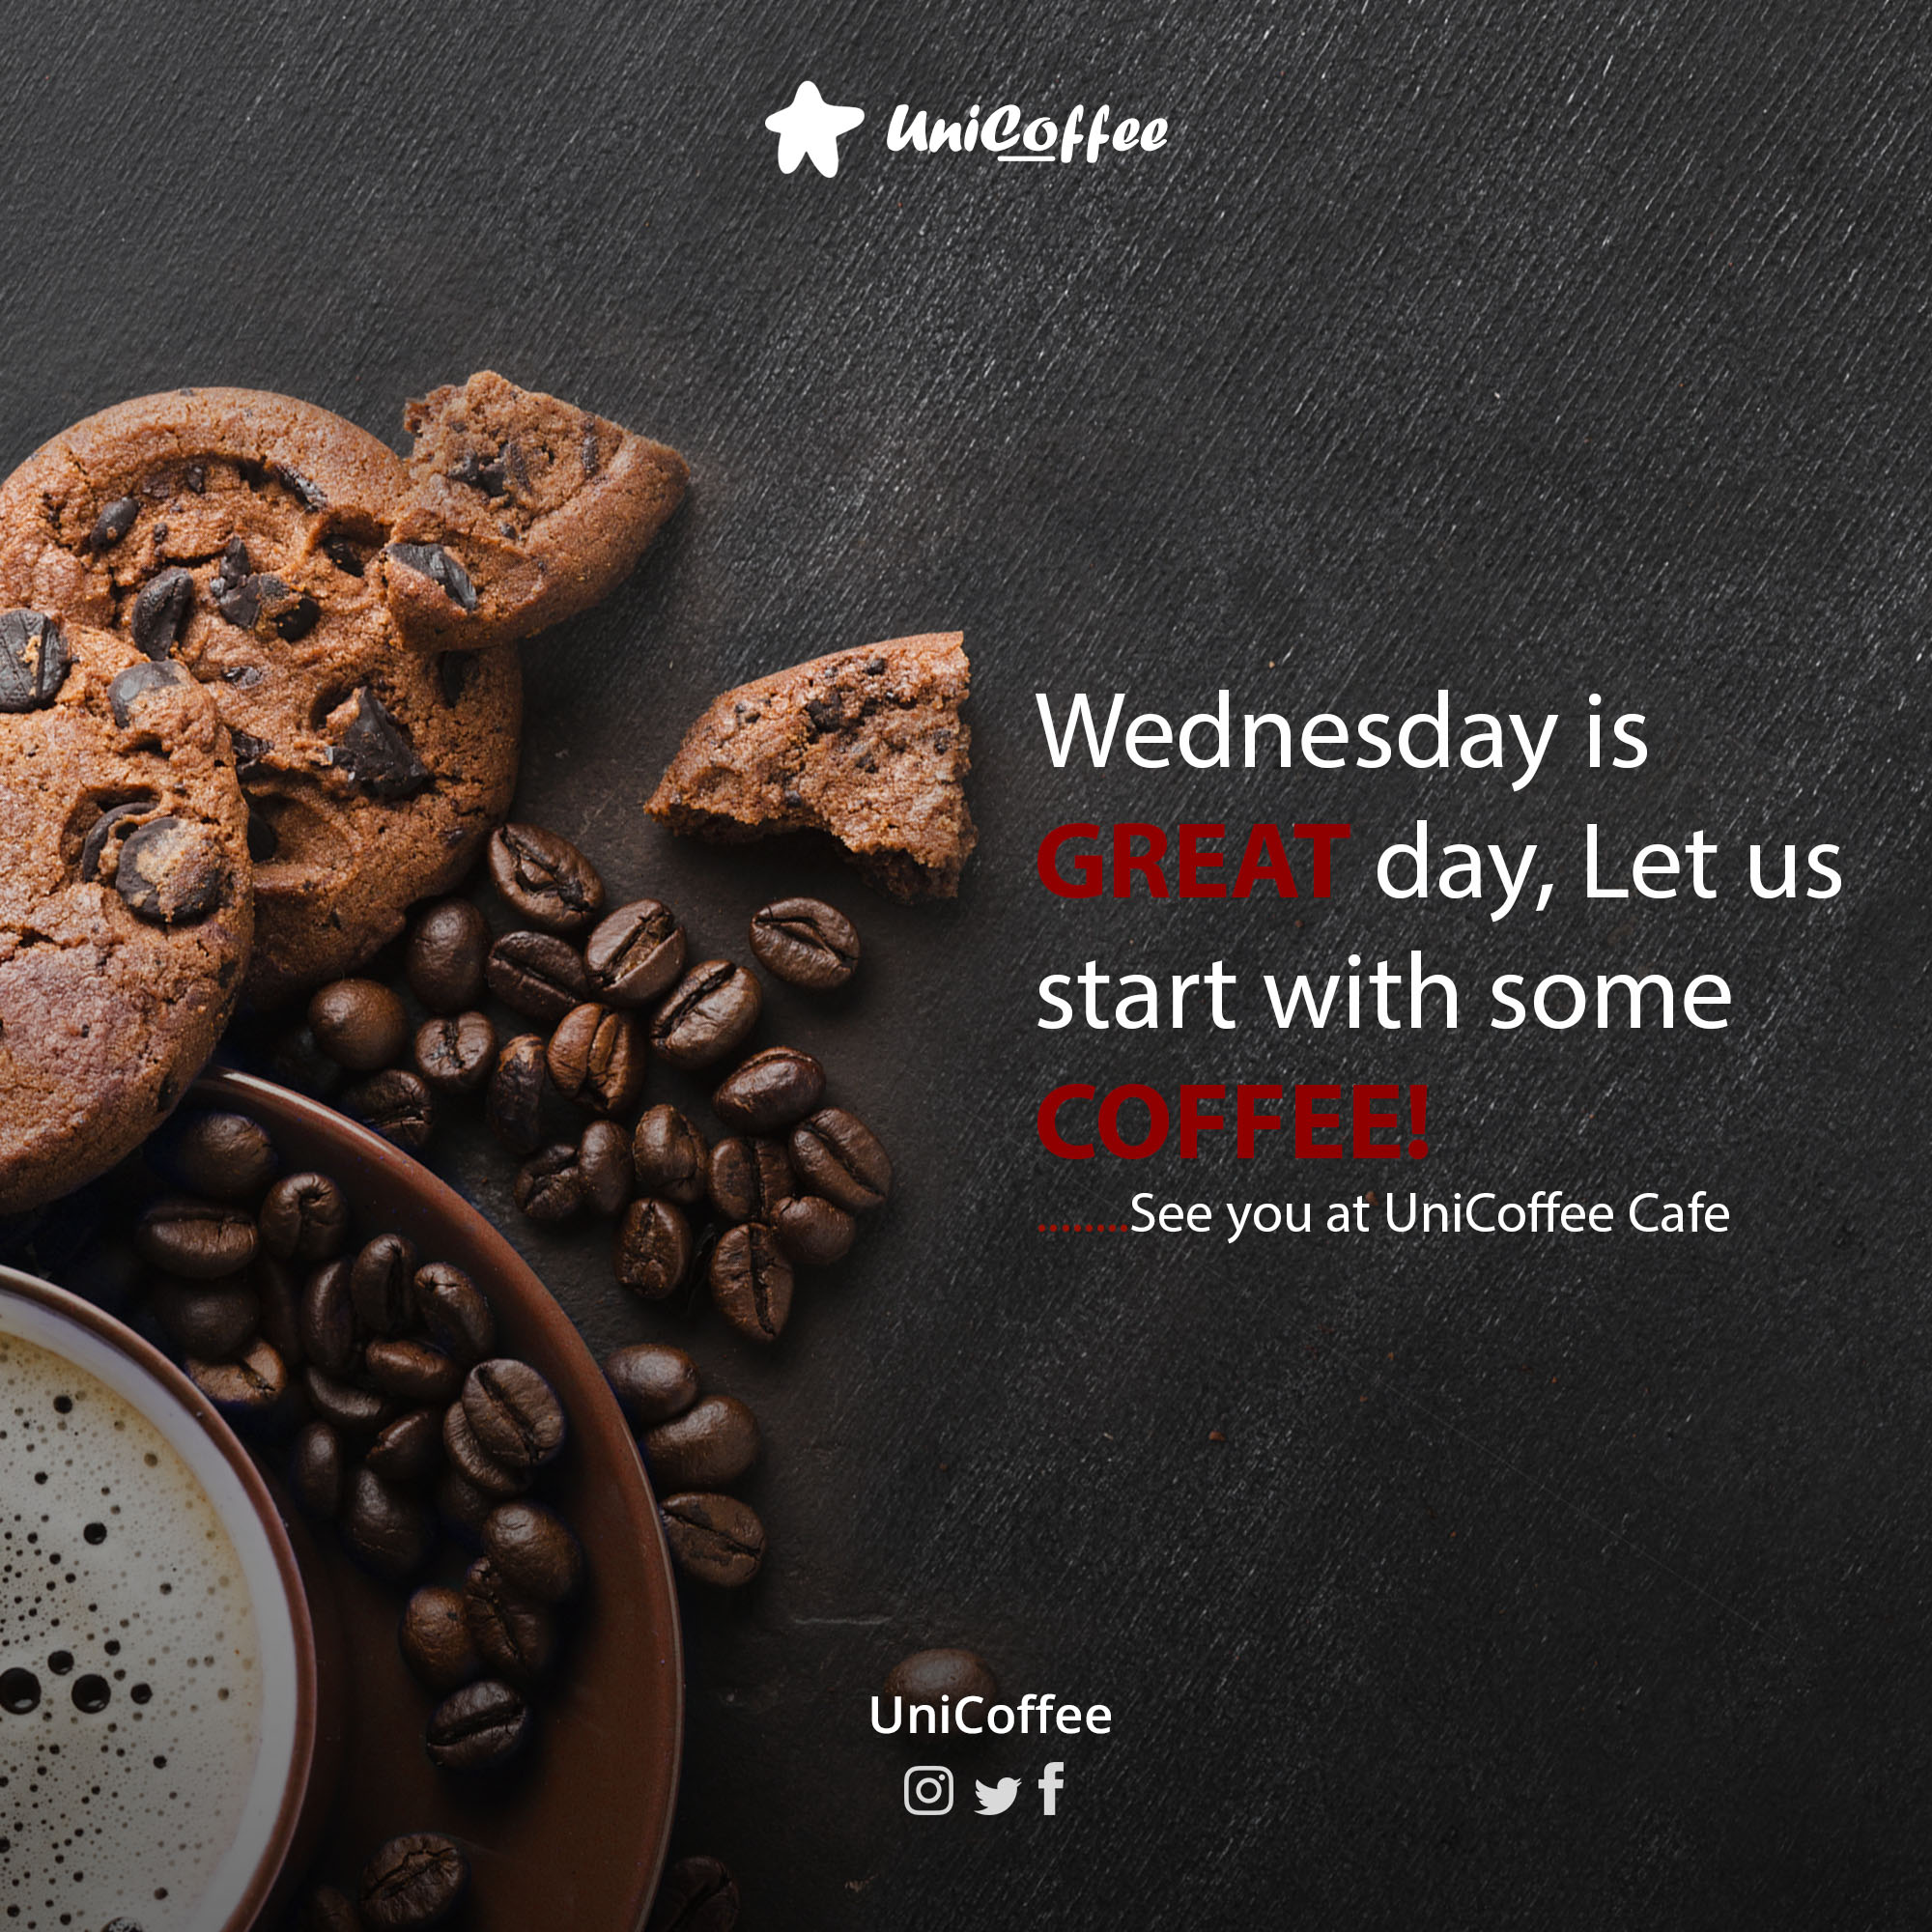 UniCoffee
Wednesday is
GREAT day, Let us
start with some
COFFEE!
........See you at UniCoffee Cafe
UniCoffee